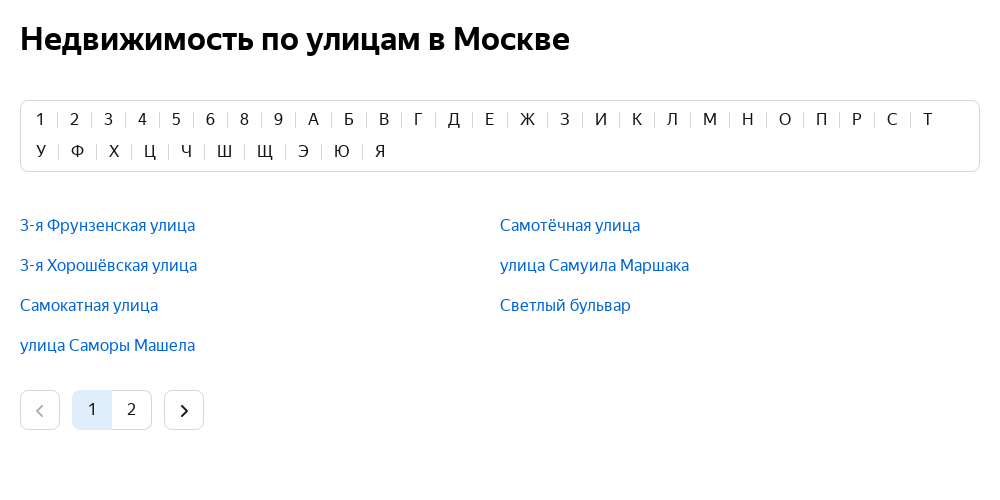 Недвижимость по улицам в Москве
1 2 3 4 5 6 8 9 А Б В Г Д Е Ж З И К Л М Н О П Р С Т
У Ф Х Ц Ч Ш Щ Э Ю Я
3-я Фрунзенская улица
3-я Хорошёвская улица
Самокатная улица
улица Саморы Машела
Самотёчная улица
улица Самуила Маршака
Светлый бульвар
1 2